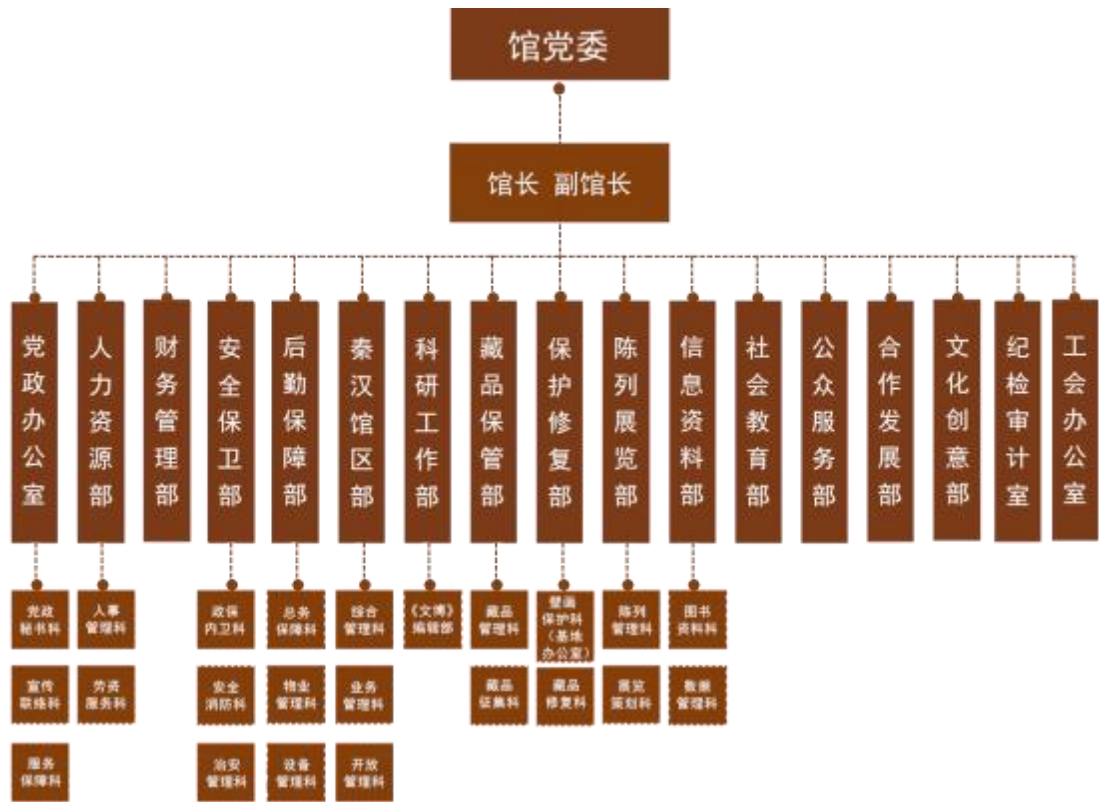 馆党委
馆长 副馆长
党政办公室
人力资源部
财务管理部
安全保卫部
后勤保障部
秦汉馆区部
科研工作部
藏品保管部
保护修复部
陈列展览部
信息资料部
社会教育部
公众服务部
合作发展部
文化创意部
纪检审计室
工会办公室
党政
秘书科
宣传
联络科
服务
保障科
人事
管理科
劳资
服务科
政保
内卫科
安全
消防科
治安
管理科
总务
保障科
物业
管理科
设备
管理科
综合
管理科
业务
管理科
开放
管理科
《文博》
编辑部
藏品
管理科
藏品
征集科
壁画
保护科
（基地
办公室）
藏品
修复科
陈列
管理科
展览
策划科
图书
资料科
数据
管理科